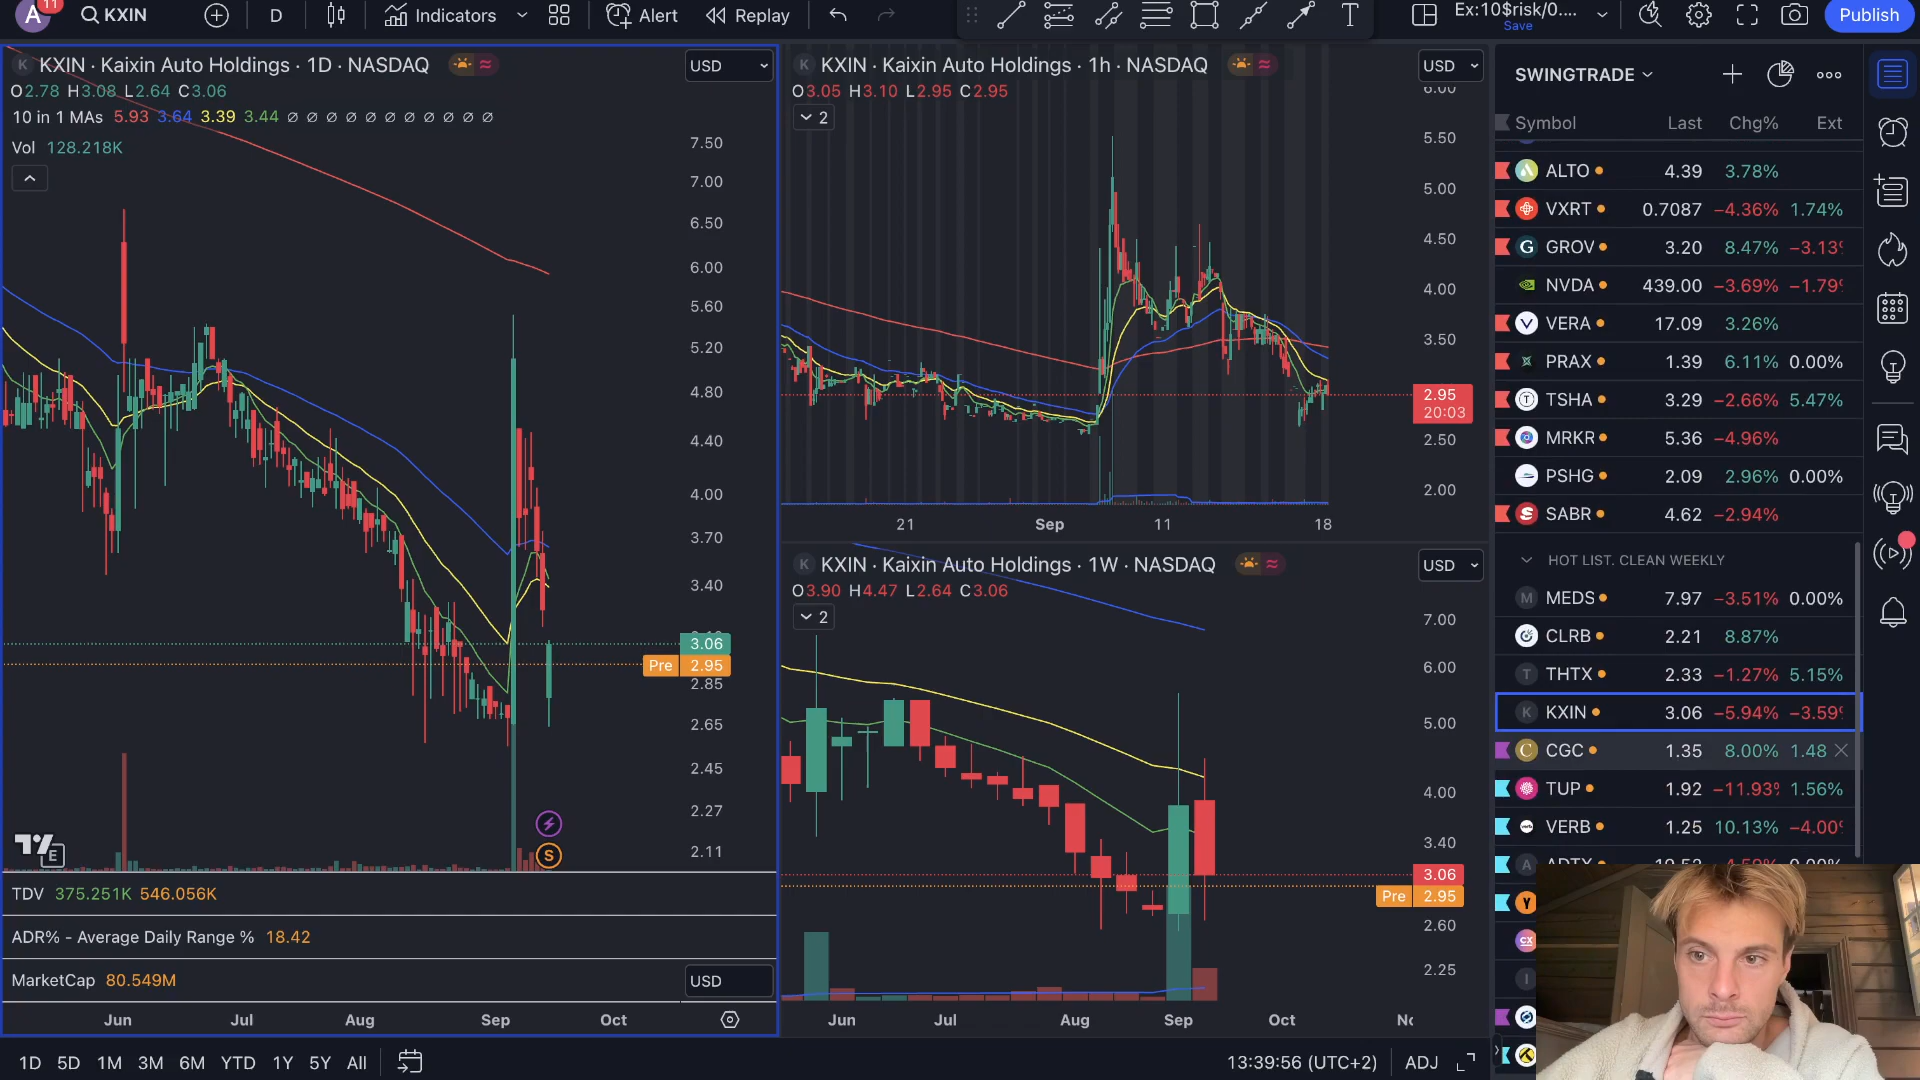 A 11 KXIN D Indicators Alert Replay T Ex:10$risk/0.... Save Publish
K KXIN · Kaixin Auto Holdings · 1D · NASDAQ USD
O2.78 H3.08 L2.64 C3.06
10 in 1 MAs 5.93 3.64 3.39 3.44 ∅ ∅ ∅ ∅ ∅ ∅ ∅ ∅ ∅ ∅ ∅
Vol 128.218K
7.50
7.00
6.50
6.00
5.60
5.20
4.80
4.40
4.00
3.70
3.40
3.06
Pre 2.95
2.85
2.65
2.45
2.27
2.11
E
S
TDV 375.251K 546.056K
ADR% - Average Daily Range % 18.42
MarketCap 80.549M USD
Jun Jul Aug Sep Oct
K KXIN · Kaixin Auto Holdings · 1h · NASDAQ USD
O3.05 H3.10 L2.95 C2.95
2
6.00
5.50
5.00
4.50
4.00
3.50
2.95
20:03
2.50
2.00
21 Sep 11 18
K KXIN · Kaixin Auto Holdings · 1W · NASDAQ USD
O3.90 H4.47 L2.64 C3.06
2
7.00
6.00
5.00
4.00
3.40
3.06
Pre 2.95
2.60
2.25
Jun Jul Aug Sep Oct
1D 5D 1M 3M 6M YTD 1Y 5Y All 13:39:56 (UTC+2) ADJ
SWINGTRADE
Symbol Last Chg% Ext
ALTO 4.39 3.78%
VXRT 0.7087 −4.36% 1.74%
G GROV 3.20 8.47% −3.13
NVDA 439.00 −3.69% −1.79
VERA 17.09 3.26%
PRAX 1.39 6.11% 0.00%
TSHA 3.29 −2.66% 5.47%
MRKR 5.36 −4.96%
PSHG 2.09 2.96% 0.00%
SABR 4.62 −2.94%
HOT LIST. CLEAN WEEKLY
M MEDS 7.97 −3.51% 0.00%
CLRB 2.21 8.87%
T THTX 2.33 −1.27% 5.15%
K KXIN 3.06 −5.94% −3.59
C CGC 1.35 8.00% 1.48
TUP 1.92 −11.93 1.56%
VERB 1.25 10.13% −4.00
A
Y
CX
I